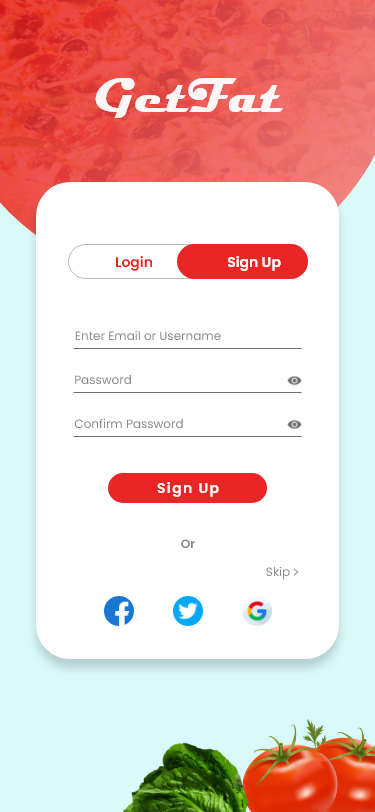 GetFat
Login
Sign Up
Enter Email or Username
Password
Confirm Password
Sign Up
Or
Skip >